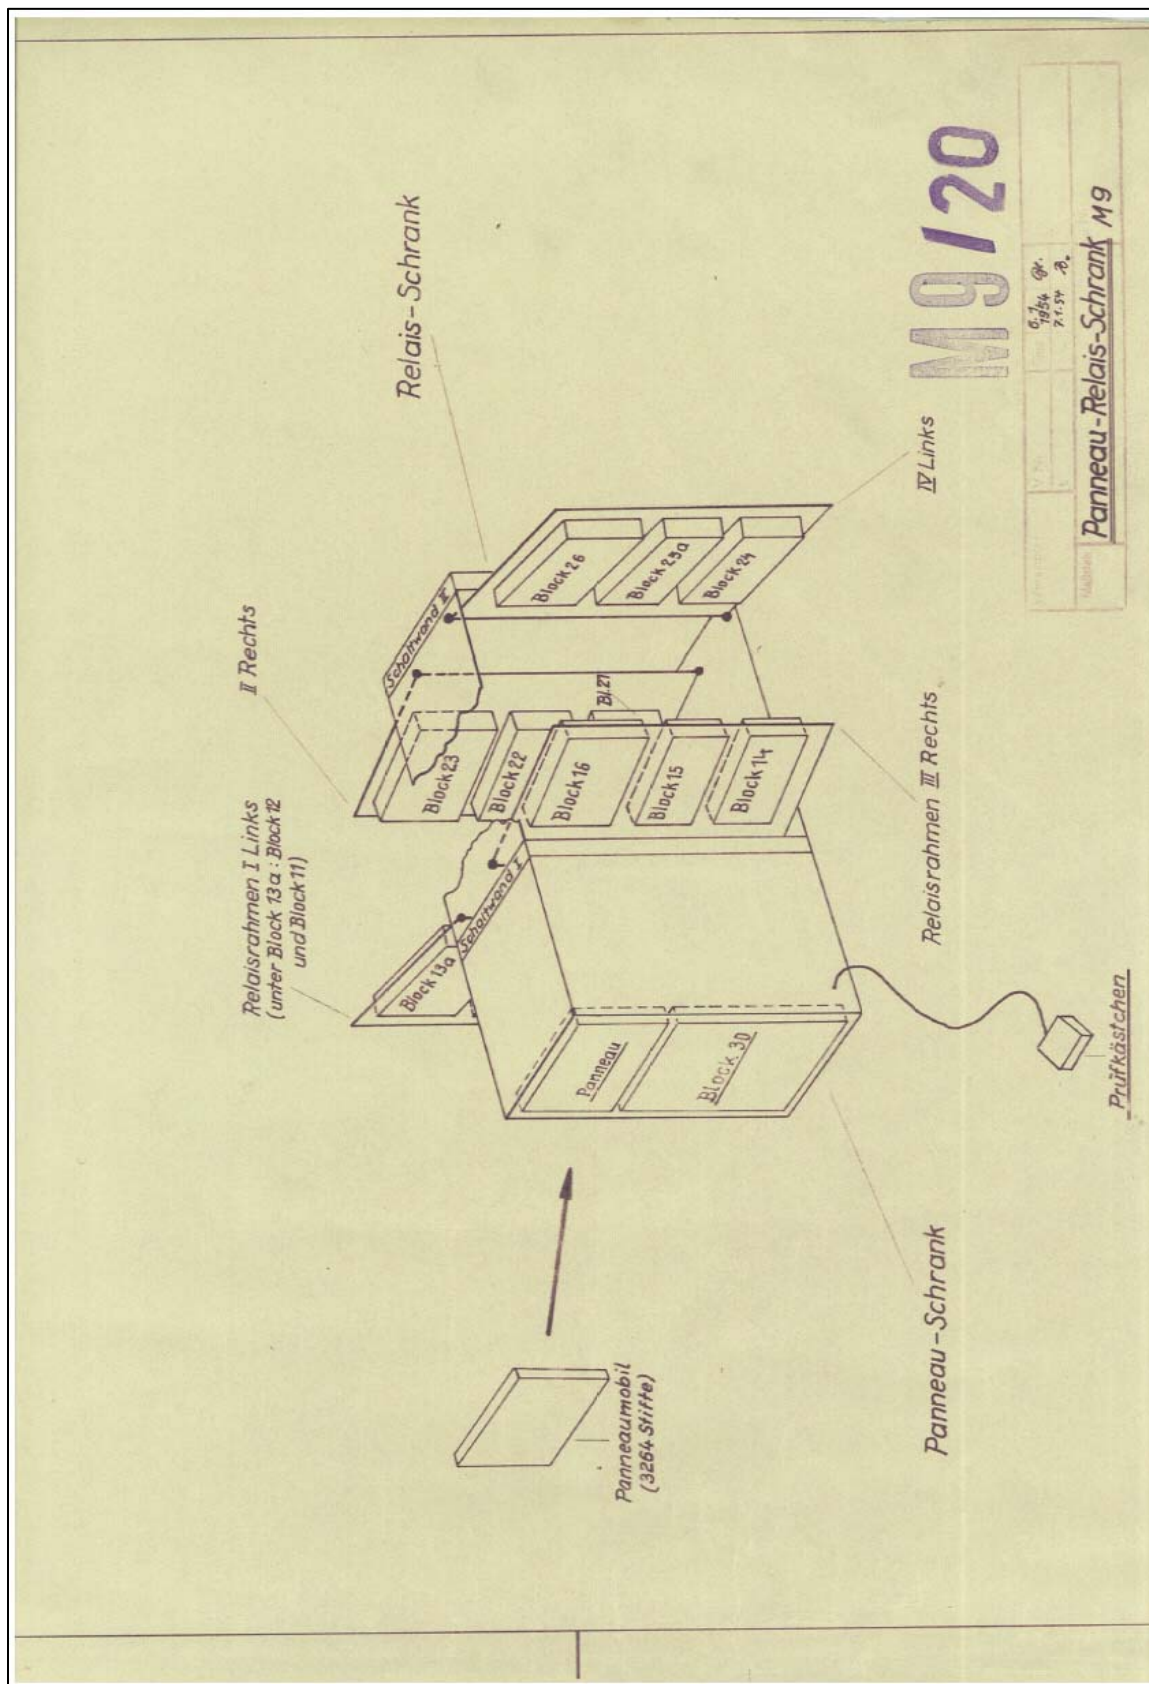 Relais-Schrank
II Rechts
Relaisrahmen I Links
(unter Block 13a: Block 12
und Block 11)
Schaltwand II
Block 26
Block 25a
Block 24
Block 23
Block 22
Bl.21
Block 16
Block 15
Block 14
Block 13a
Schaltwand I
Panneau
Block 30
Panneaumobil
(3264 Stifte)
IV Links
Relaisrahmen III Rechts
Panneau-Schrank
Prüfkästchen
M9/20
6.1.
1954
7.1.54 B.
Panneau-Relais-Schrank M9